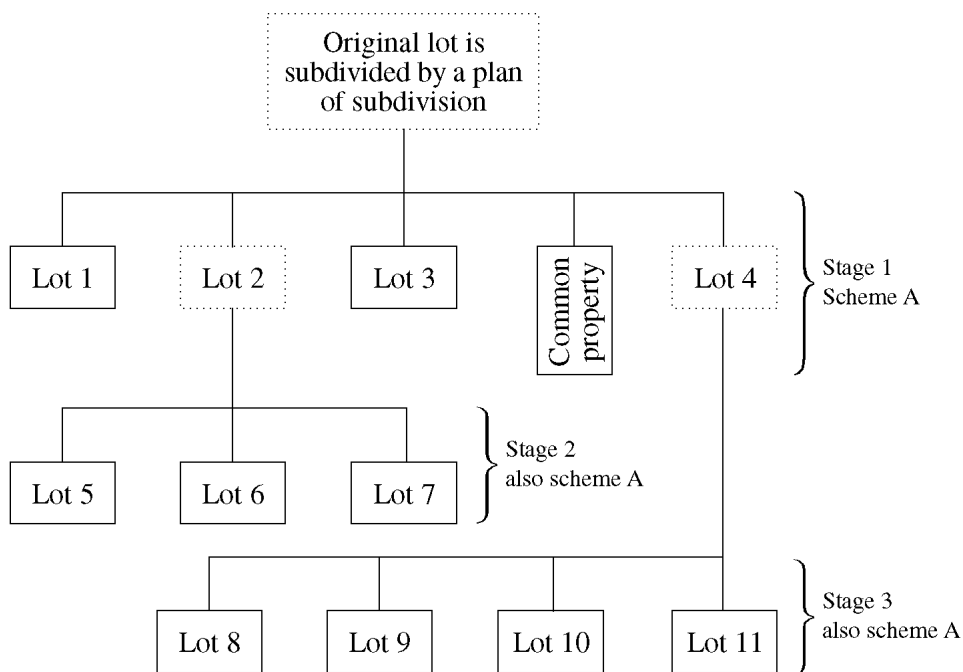 Original lot is
subdivided by a plan
of subdivision
Lot 1
Lot 2
Lot 3
Common
property
Lot 4
Stage 1
Scheme A
Lot 5
Lot 6
Lot 7
Stage 2
also scheme A
Lot 8
Lot 9
Lot 10
Lot 11
Stage 3
also scheme A